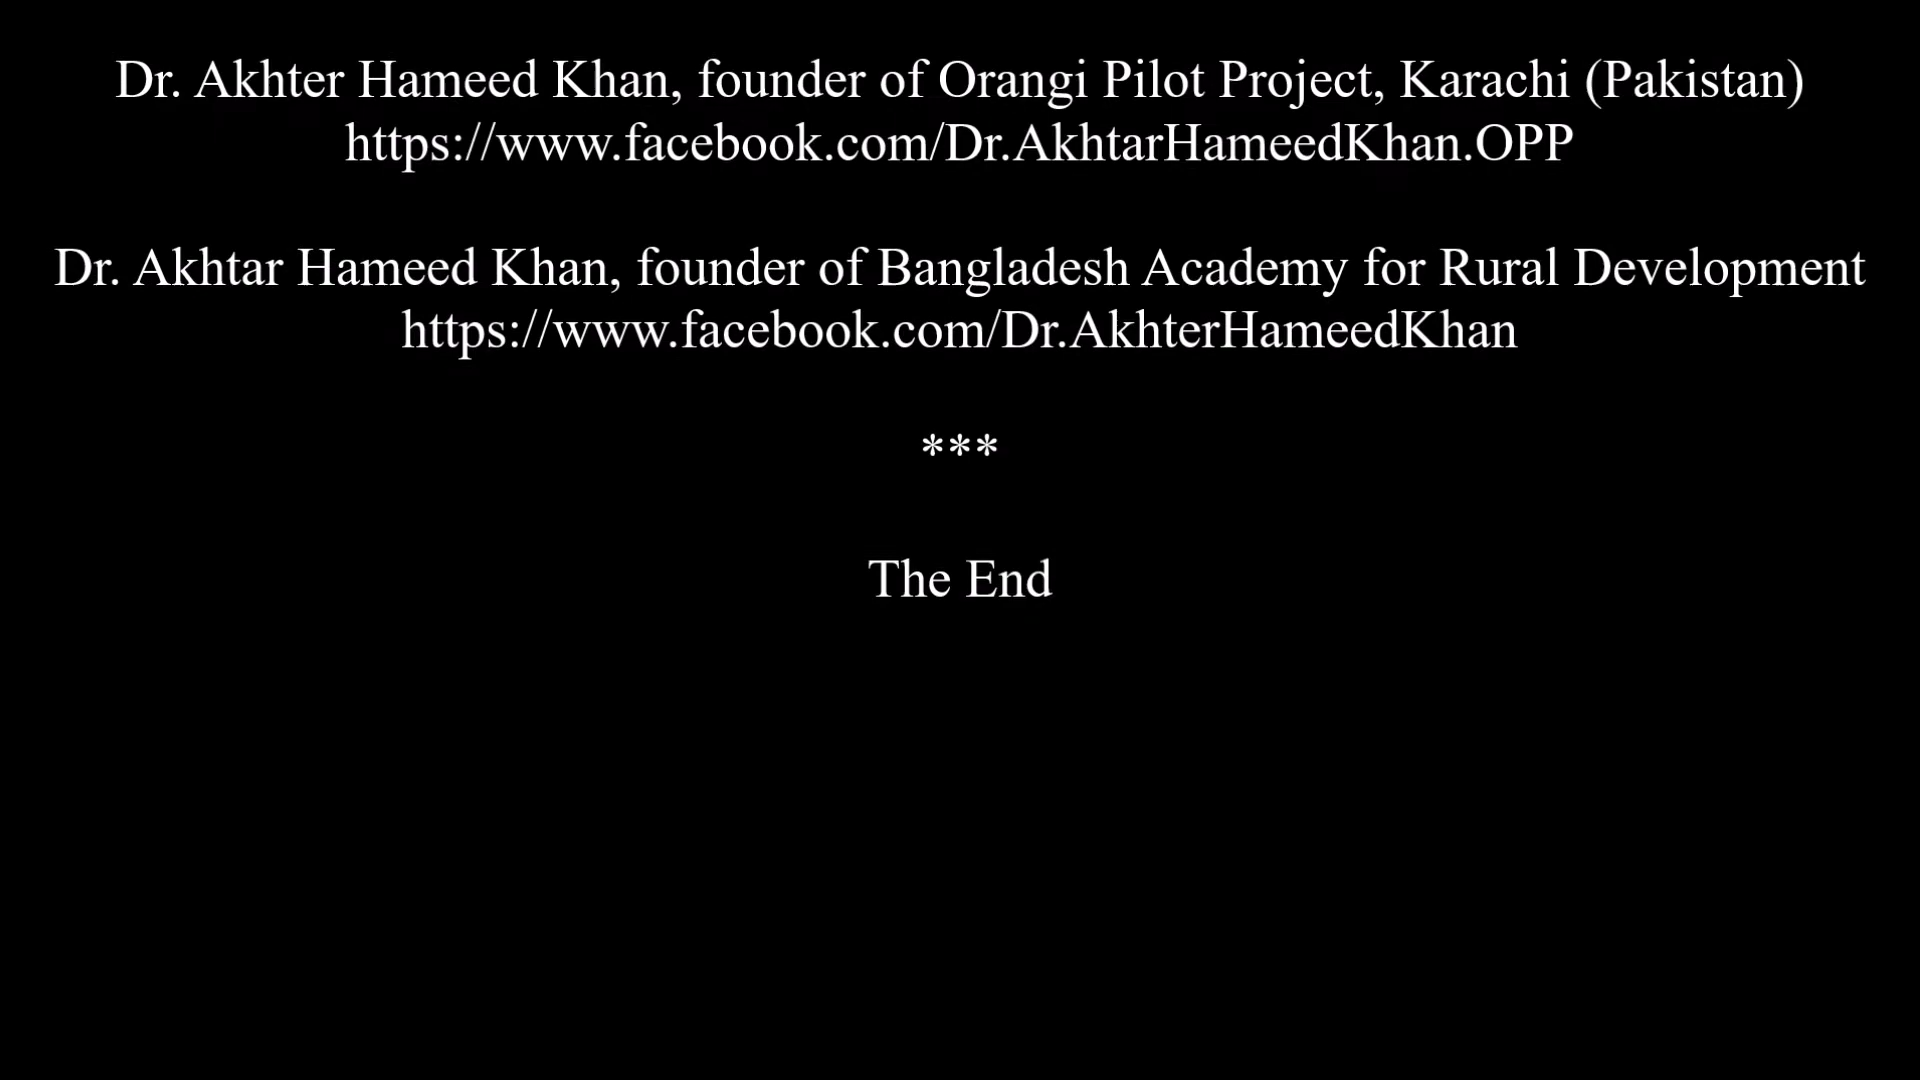 Dr. Akhter Hameed Khan, founder of Orangi Pilot Project, Karachi (Pakistan)
https://www.facebook.com/Dr.AkhtarHameedKhan.OPP
Dr. Akhtar Hameed Khan, founder of Bangladesh Academy for Rural Development
https://www.facebook.com/Dr.AkhterHameedKhan
***
The End